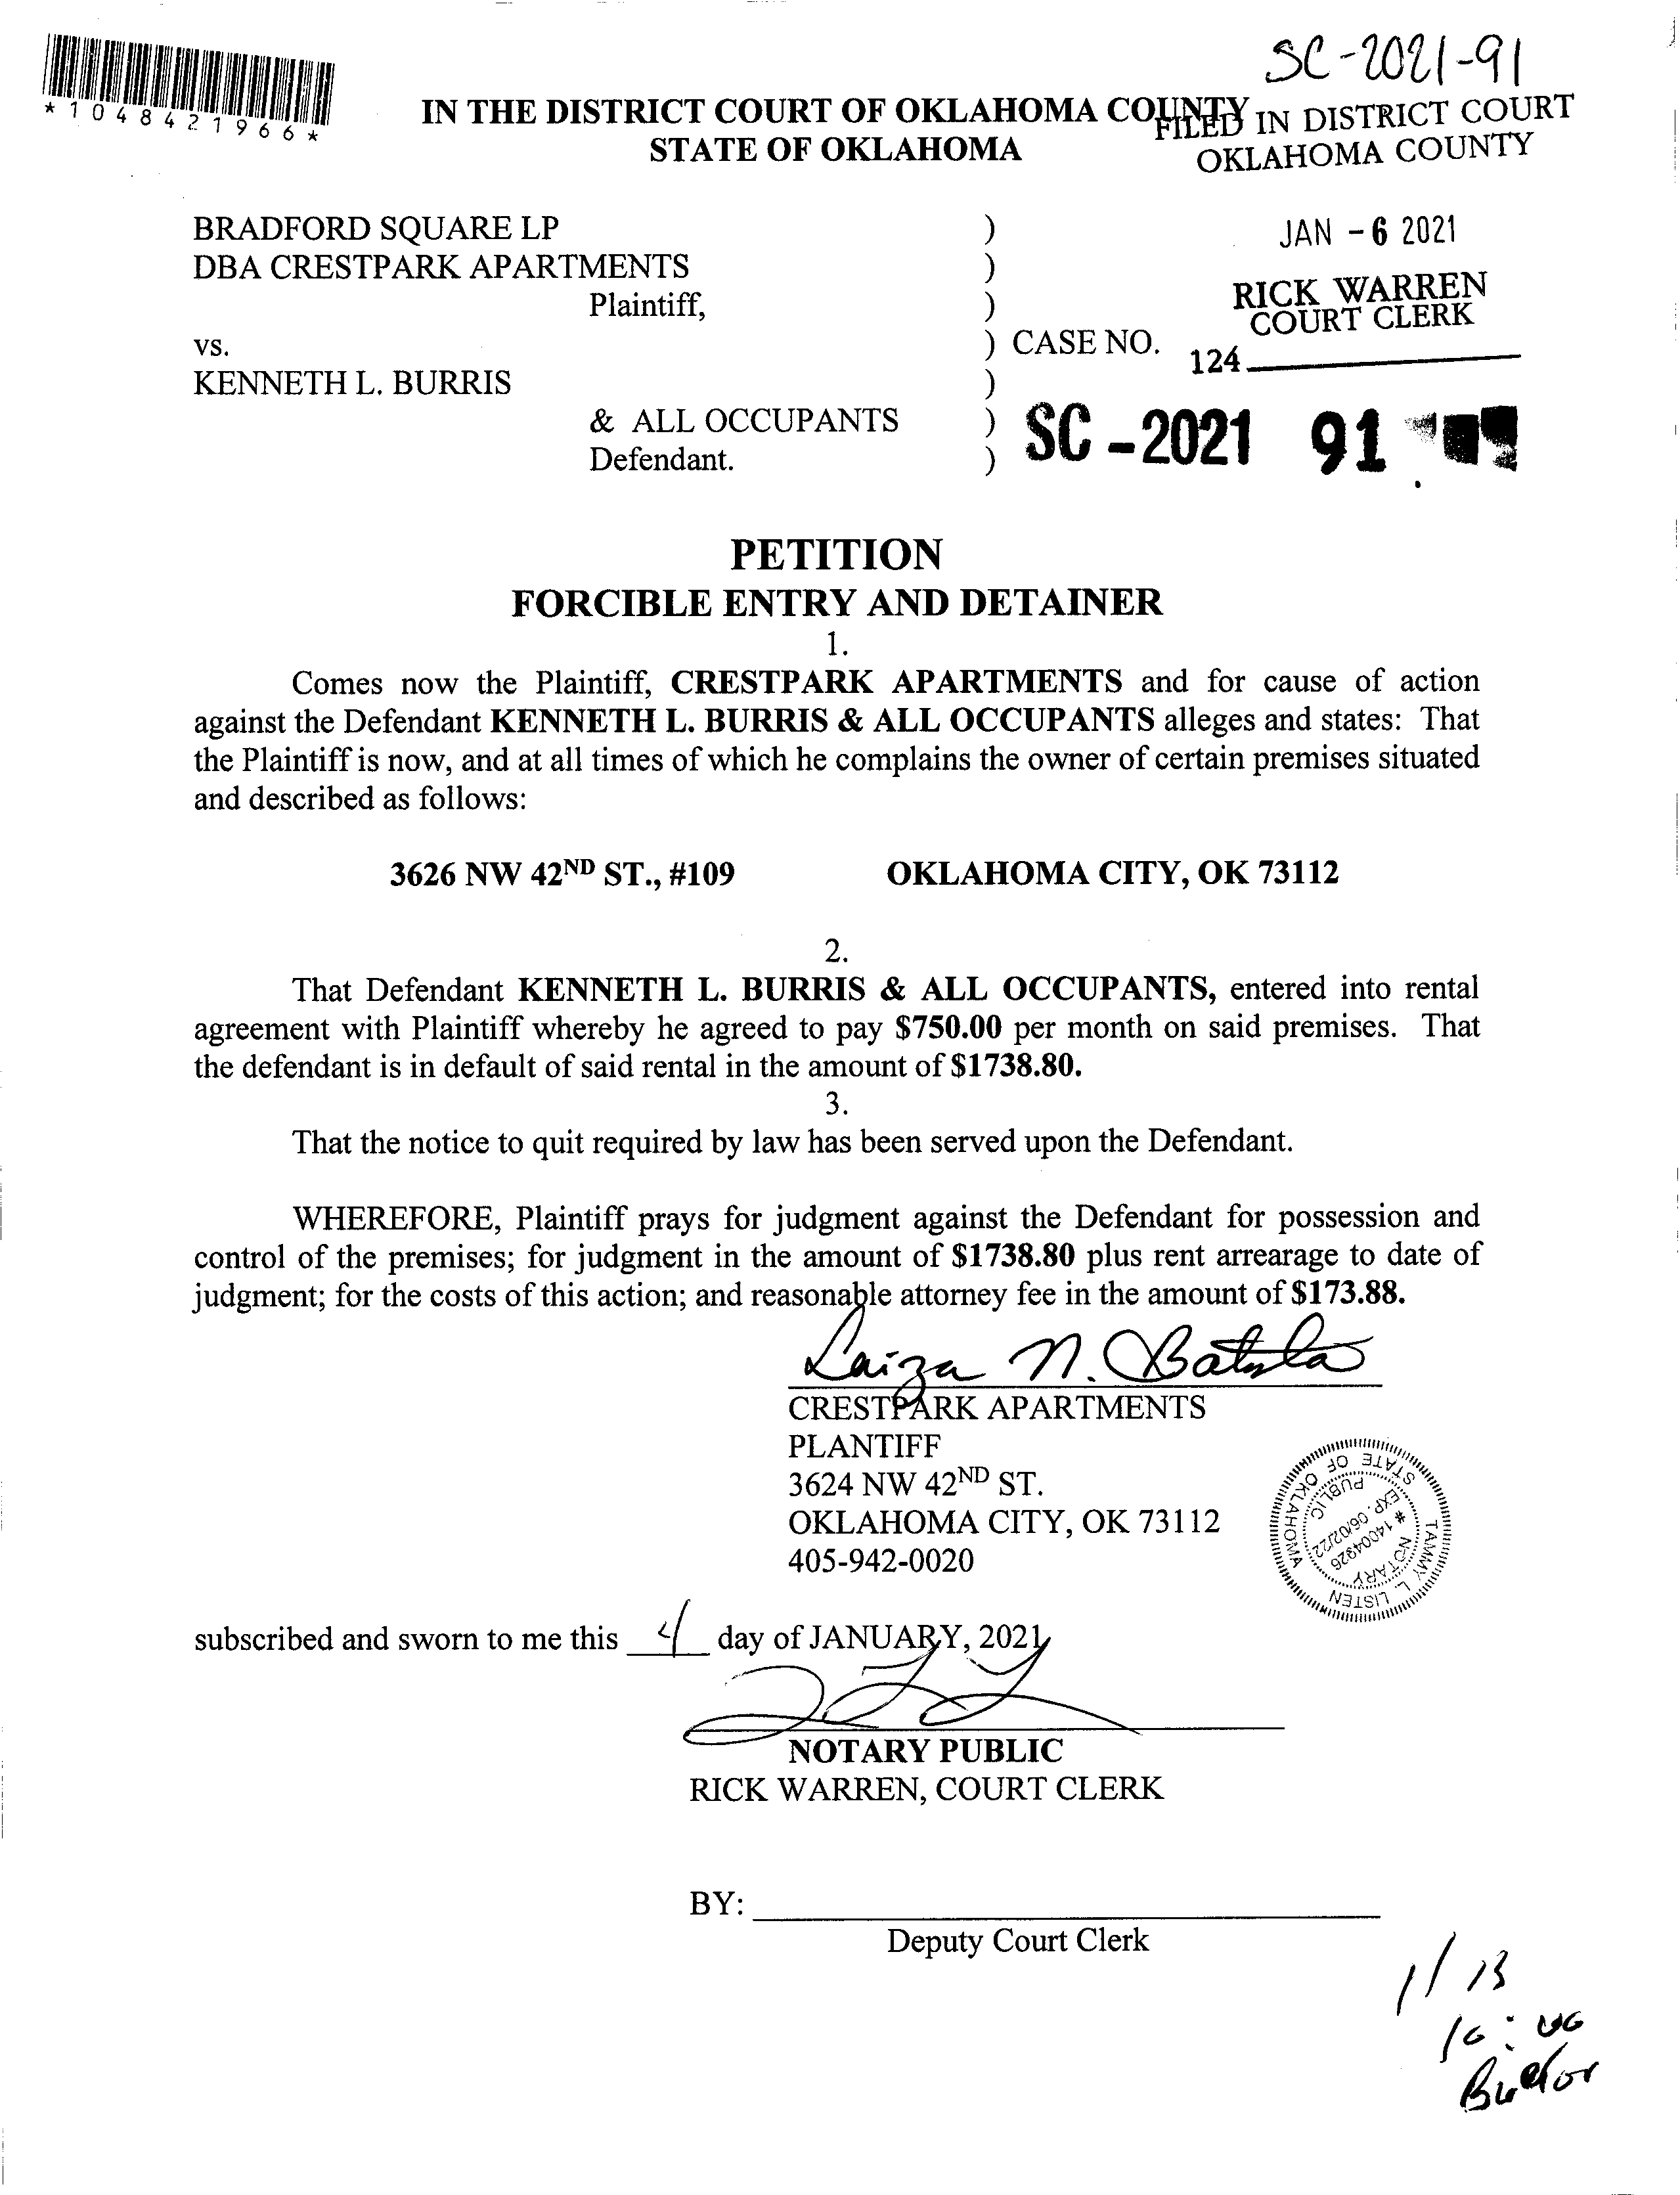 SC-2021-91
*1048421966*
IN THE DISTRICT COURT OF OKLAHOMA COUNTY
STATE OF OKLAHOMA
FILED IN DISTRICT COURT
OKLAHOMA COUNTY
JAN - 6 2021
RICK WARREN
COURT CLERK
124
BRADFORD SQUARE LP )
DBA CRESTPARK APARTMENTS )
Plaintiff, )
vs. ) CASE NO.
KENNETH L. BURRIS )
& ALL OCCUPANTS ) SC - 2021 91
Defendant. )
PETITION
FORCIBLE ENTRY AND DETAINER
1.
Comes now the Plaintiff, CRESTPARK APARTMENTS and for cause of action
against the Defendant KENNETH L. BURRIS & ALL OCCUPANTS alleges and states: That
the Plaintiff is now, and at all times of which he complains the owner of certain premises situated
and described as follows:
3626 NW 42ND ST., #109 OKLAHOMA CITY, OK 73112
2.
That Defendant KENNETH L. BURRIS & ALL OCCUPANTS, entered into rental
agreement with Plaintiff whereby he agreed to pay $750.00 per month on said premises. That
the defendant is in default of said rental in the amount of $1738.80.
3.
That the notice to quit required by law has been served upon the Defendant.
WHEREFORE, Plaintiff prays for judgment against the Defendant for possession and
control of the premises; for judgment in the amount of $1738.80 plus rent arrearage to date of
judgment; for the costs of this action; and reasonable attorney fee in the amount of $173.88.
Laiza N. Batula
CRESTPARK APARTMENTS
PLANTIFF
3624 NW 42ND ST.
OKLAHOMA CITY, OK 73112
405-942-0020
TAMMY L. LISTEN
STATE OF OKLAHOMA
NOTARY PUBLIC
# 14004926
EXP. 06/02/22
subscribed and sworn to me this 4 day of JANUARY, 2021
NOTARY PUBLIC
RICK WARREN, COURT CLERK
BY:
Deputy Court Clerk
1/13
10:00